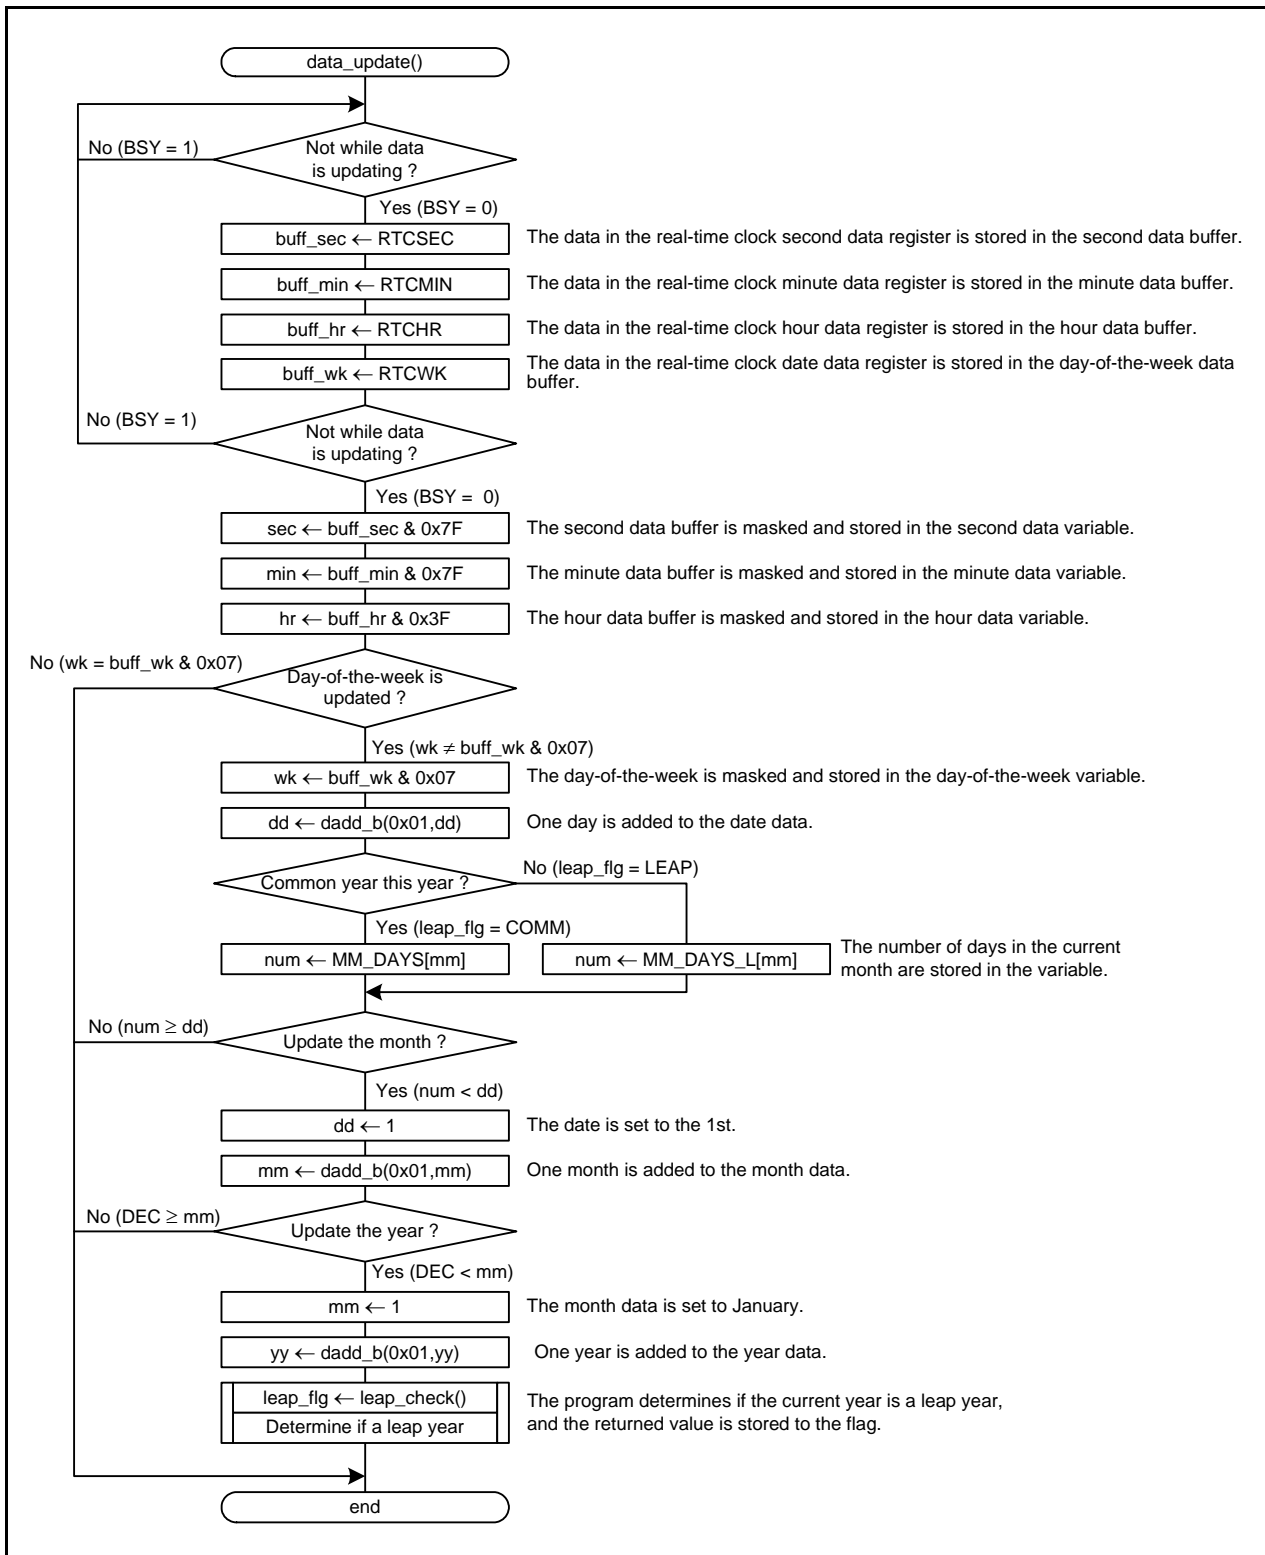 data_update()
No (BSY = 1)
Not while data
is updating ?
Yes (BSY = 0)
buff_sec ← RTCSEC
The data in the real-time clock second data register is stored in the second data buffer.
buff_min ← RTCMIN
The data in the real-time clock minute data register is stored in the minute data buffer.
buff_hr ← RTCHR
The data in the real-time clock hour data register is stored in the hour data buffer.
buff_wk ← RTCWK
The data in the real-time clock date data register is stored in the day-of-the-week data
buffer.
No (BSY = 1)
Not while data
is updating ?
Yes (BSY =  0)
sec ← buff_sec & 0x7F
The second data buffer is masked and stored in the second data variable.
min ← buff_min & 0x7F
The minute data buffer is masked and stored in the minute data variable.
hr ← buff_hr & 0x3F
The hour data buffer is masked and stored in the hour data variable.
No (wk = buff_wk & 0x07)
Day-of-the-week is
updated ?
Yes (wk ≠ buff_wk & 0x07)
wk ← buff_wk & 0x07
The day-of-the-week is masked and stored in the day-of-the-week variable.
dd ← dadd_b(0x01,dd)
One day is added to the date data.
Common year this year ?
No (leap_flg = LEAP)
Yes (leap_flg = COMM)
num ← MM_DAYS[mm]
num ← MM_DAYS_L[mm]
The number of days in the current
month are stored in the variable.
No (num ≥ dd)
Update the month ?
Yes (num < dd)
dd ← 1
The date is set to the 1st.
mm ← dadd_b(0x01,mm)
One month is added to the month data.
No (DEC ≥ mm)
Update the year ?
Yes (DEC < mm)
mm ← 1
The month data is set to January.
yy ← dadd_b(0x01,yy)
One year is added to the year data.
leap_flg ← leap_check()
Determine if a leap year
The program determines if the current year is a leap year,
and the returned value is stored to the flag.
end